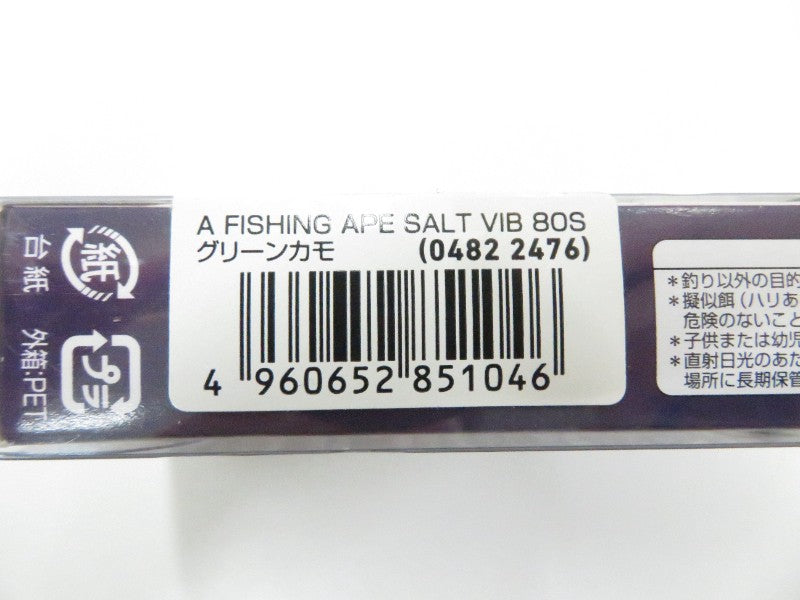 A FISHING APE SALT VIB 80S
グリーンカモ (0482 2476)
4 960652 851046
紙
台紙
プラ
外箱:PET
*釣り以外の目的
*擬似餌(ハリあ
危険のないこと
*子供または幼児
*直射日光のあた
場所に長期保管